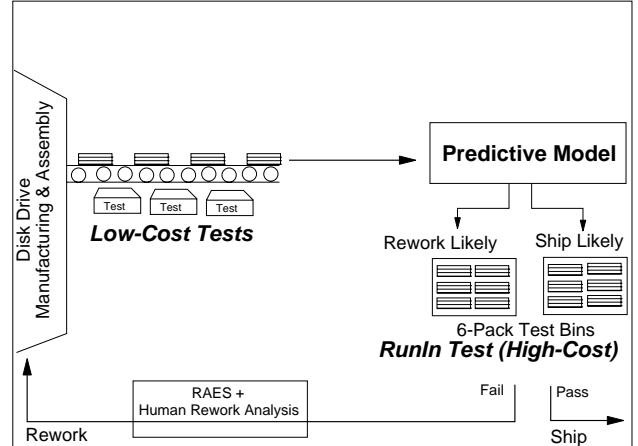 Disk Drive
Manufacturing & Assembly
Test
Test
Test
Low-Cost Tests
Predictive Model
Rework Likely
Ship Likely
6-Pack Test Bins
RunIn Test (High-Cost)
Fail
Pass
RAES +
Human Rework Analysis
Rework
Ship